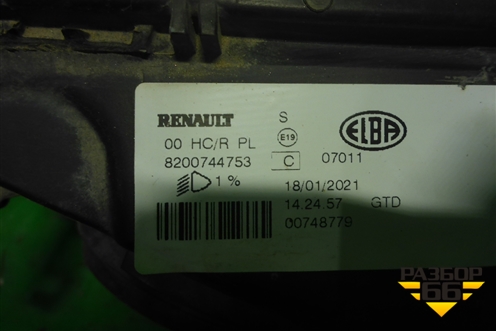 RENAULT S
00 HC/R PL E19 ELBA
8200744753 C 07011
1 % 18/01/2021
14.24.57 GTD
00748779
РАЗБОР
66